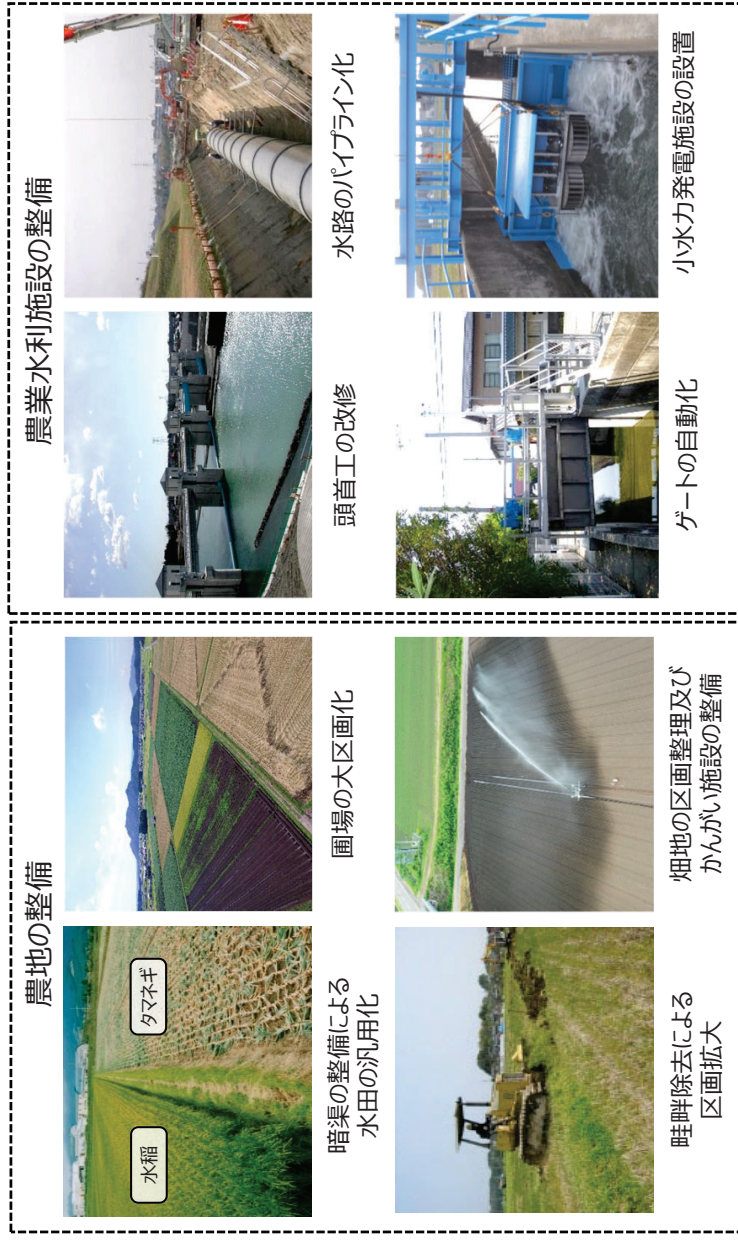 農地の整備
水稲
タマネギ
暗渠の整備による
水田の汎用化
圃場の大区画化
畦畔除去による
区画拡大
畑地の区画整理及び
かんがい施設の整備
農業水利施設の整備
頭首工の改修
水路のパイプライン化
ゲートの自動化
小水力発電施設の設置